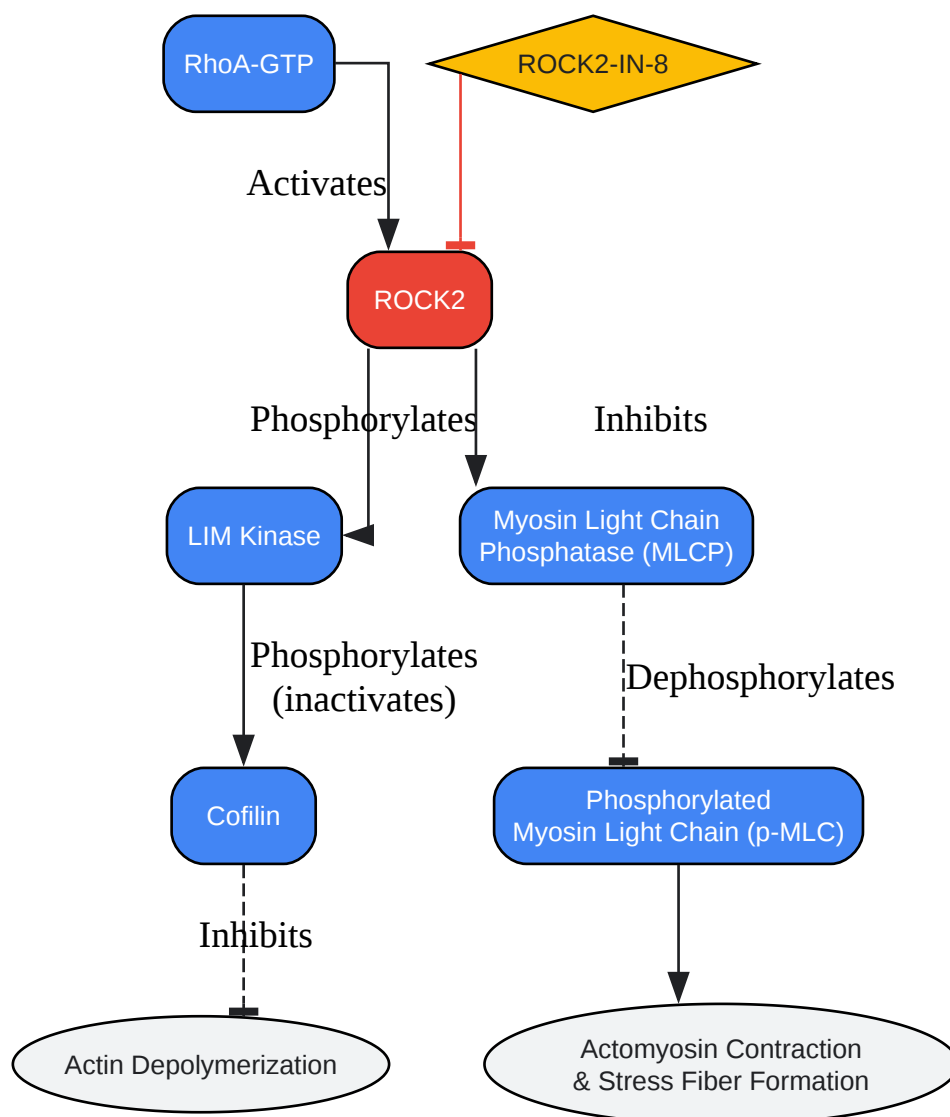 RhoA-GTP
ROCK2-IN-8
Activates
ROCK2
Phosphorylates
Inhibits
LIM Kinase
Myosin Light Chain
Phosphatase (MLCP)
Phosphorylates
(inactivates)
Dephosphorylates
Cofilin
Phosphorylated
Myosin Light Chain (p-MLC)
Inhibits
Actin Depolymerization
Actomyosin Contraction
& Stress Fiber Formation